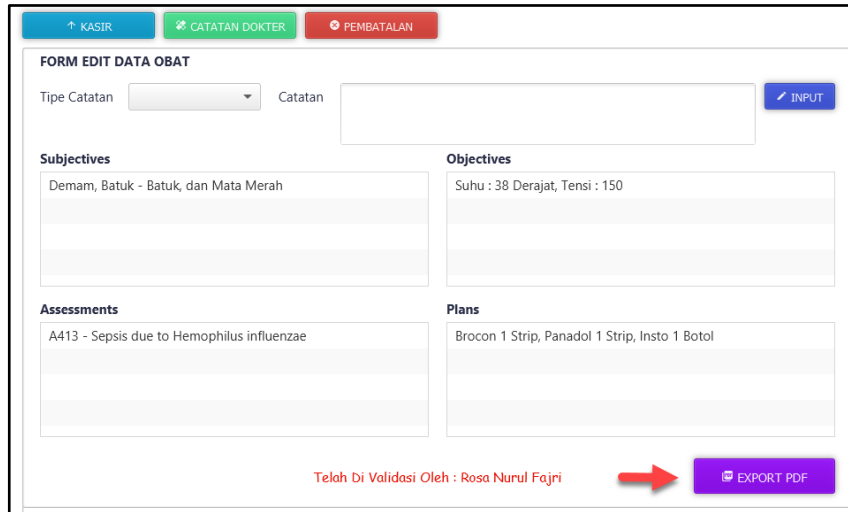 KASIR
CATATAN DOKTER
PEMBATALAN
FORM EDIT DATA OBAT
Tipe Catatan
Catatan
INPUT
Subjectives
Demam, Batuk - Batuk, dan Mata Merah
Objectives
Suhu : 38 Derajat, Tensi : 150
Assessments
A413 - Sepsis due to Hemophilus influenzae
Plans
Brocon 1 Strip, Panadol 1 Strip, Insto 1 Botol
Telah Di Validasi Oleh : Rosa Nurul Fajri
EXPORT PDF